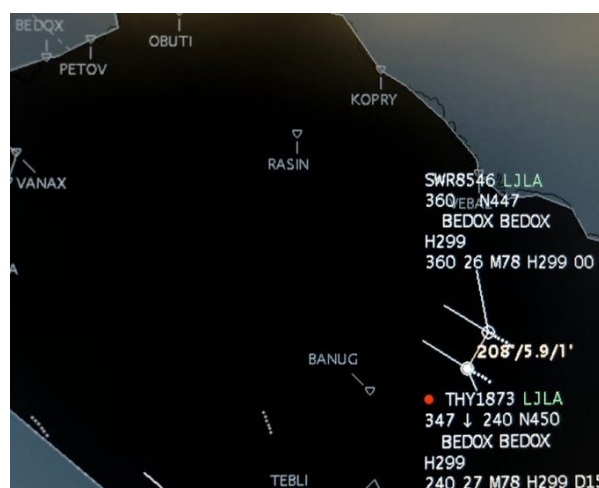 BEDOX
OBUTI
PETOV
KOPRY
RASIN
VANAX
SWR8546 LJLA
360 N447
VEBAL
BEDOX BEDOX
H299
A
360 26 M78 H299 00
208°/5.9/1'
BANUG
THY1873 LJLA
347 ↓ 240 N450
BEDOX BEDOX
H299
TEBLI
240 27 M78 H299 D15